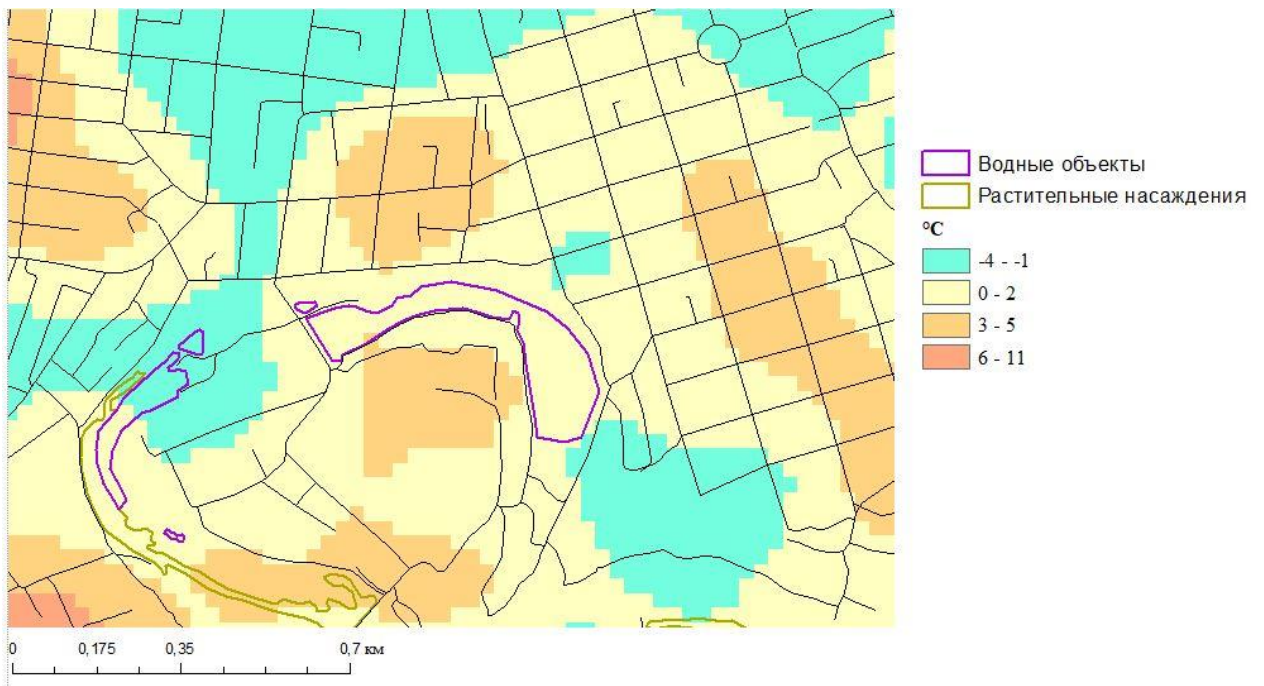 Водные объекты
Растительные насаждения
°C
-4 - -1
0 - 2
3 - 5
6 - 11
0 0,175 0,35 0,7 км